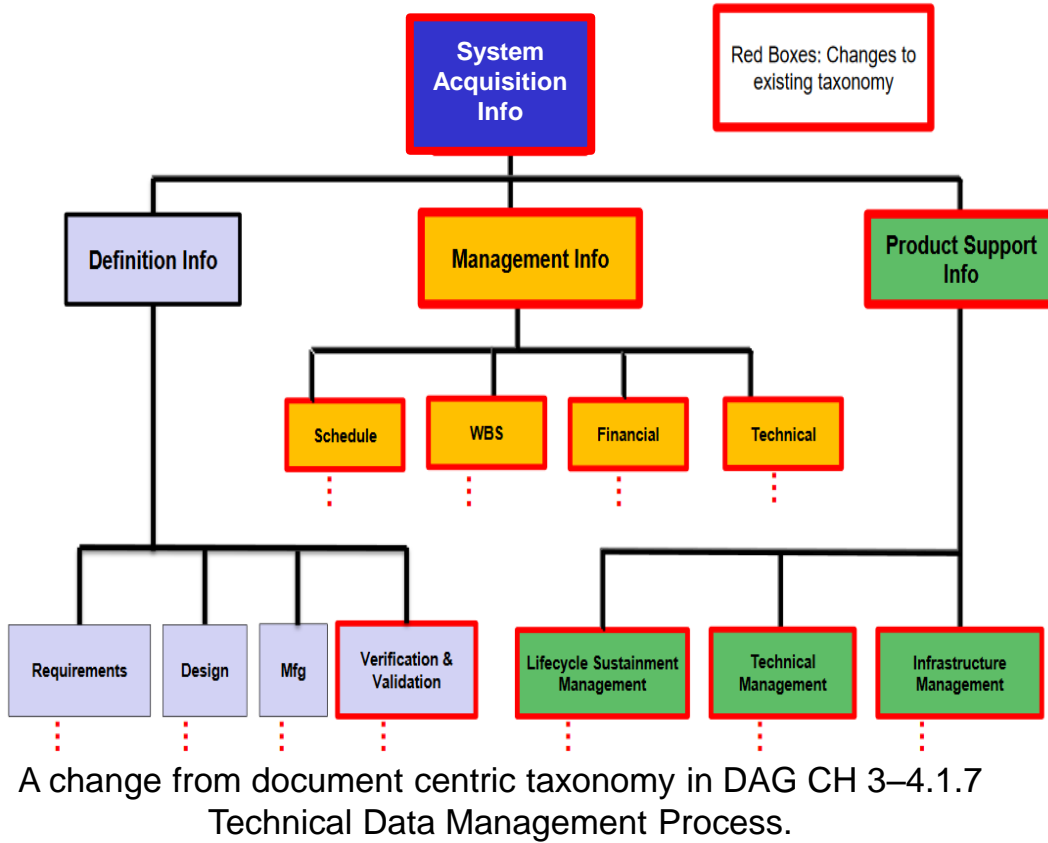 System
Acquisition
Info
Red Boxes: Changes to
existing taxonomy
Definition Info
Management Info
Product Support
Info
Schedule
WBS
Financial
Technical
Requirements
Design
Mfg
Verification &
Validation
Lifecycle Sustainment
Management
Technical
Management
Infrastructure
Management
A change from document centric taxonomy in DAG CH 3–4.1.7
Technical Data Management Process.